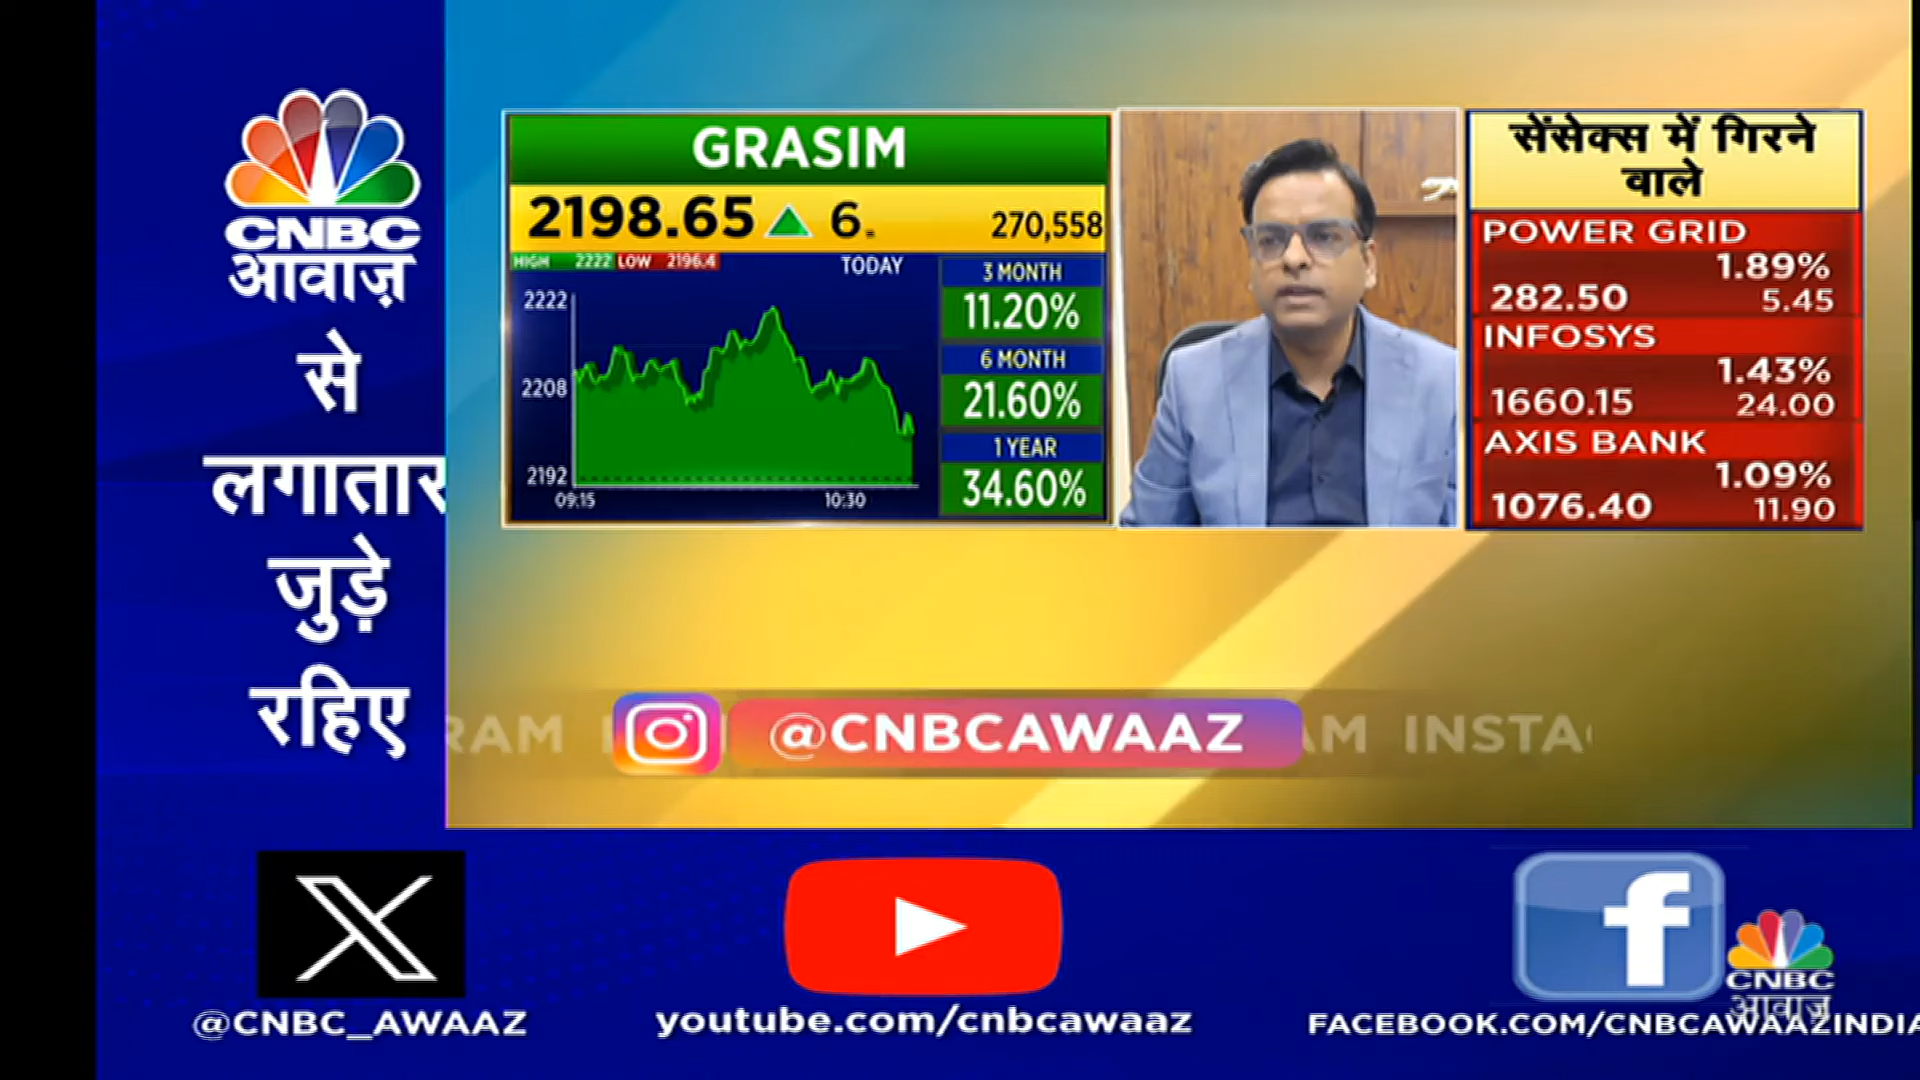 CNBC
आवाज़
से
लगातार
जुड़े
रहिए
GRASIM
2198.65 6. 270,558
HIGH 2222 LOW 2196.4
TODAY
2222
2208
2192
09:15 10:30
3 MONTH
11.20%
6 MONTH
21.60%
1 YEAR
34.60%
सेंसेक्स में गिरने
वाले
POWER GRID
1.89%
282.50 5.45
INFOSYS
1.43%
1660.15 24.00
AXIS BANK
1.09%
1076.40 11.90
RAM I @CNBCAWAAZ AM INSTA
@CNBC_AWAAZ
youtube.com/cnbcawaaz
FACEBOOK.COM/CNBCAWAAZINDIA
CNBC
आवाज़